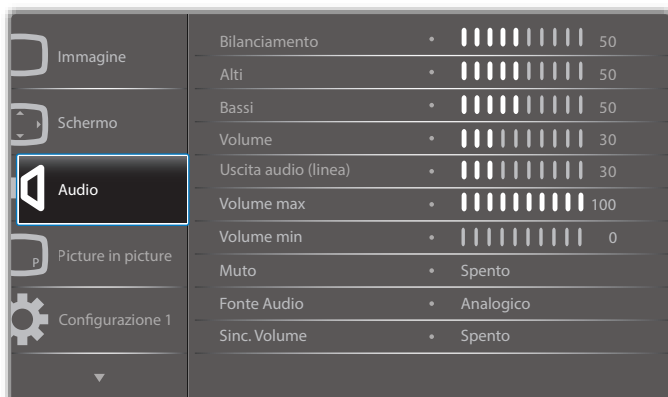 Immagine
Schermo
Audio
P
Picture in picture
Configurazione 1
Bilanciamento • 50
Alti • 50
Bassi • 50
Volume • 30
Uscita audio (linea) • 30
Volume max • 100
Volume min • 0
Muto • Spento
Fonte Audio • Analogico
Sinc. Volume • Spento